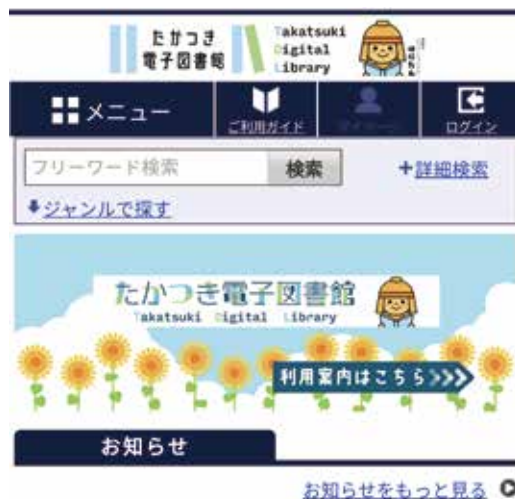 たかつき
電子図書館
Takatsuki
Digital
Library
メニュー
ご利用ガイド
ログイン
フリーワード検索
検索
+詳細検索
ジャンルで探す
たかつき電子図書館
Takatsuki Digital Library
利用案内はこちら>>>
お知らせ
お知らせをもっと見る